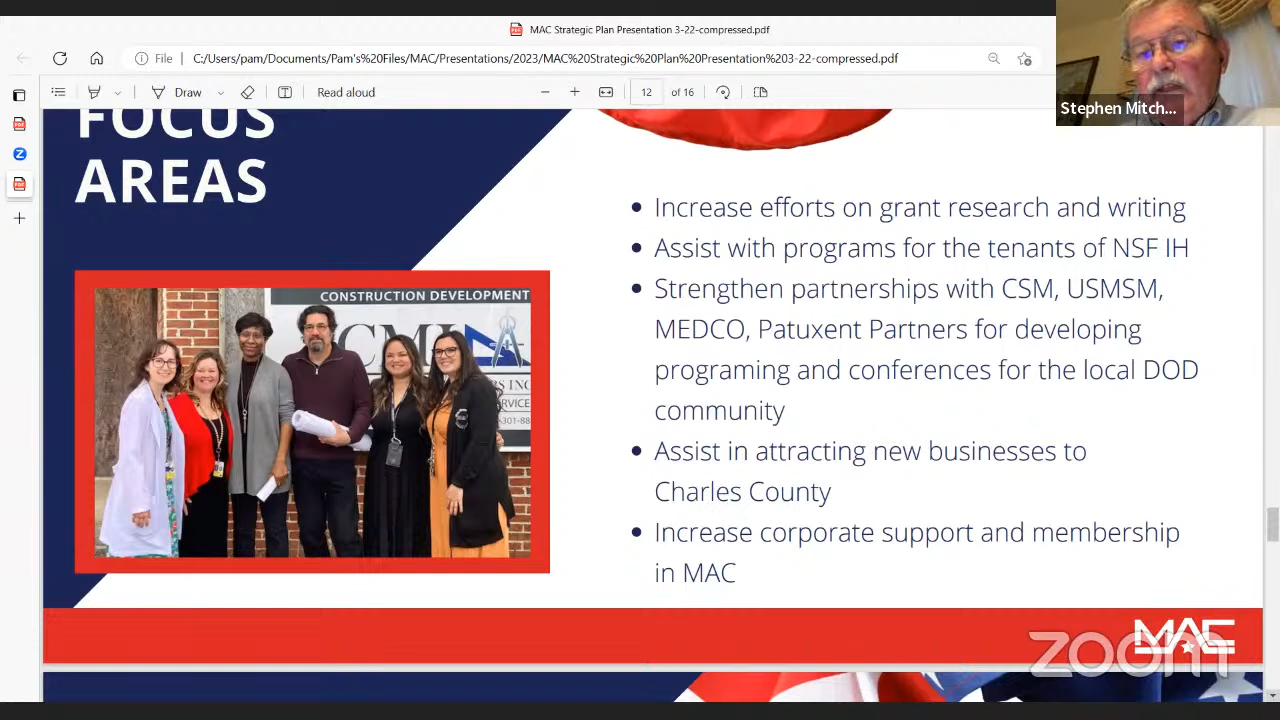 MAC Strategic Plan Presentation 3-22-compressed.pdf
File
C:/Users/pam/Documents/Pam's%20Files/MAC/Presentations/2023/MAC%20Strategic%20Plan%20Presentation%203-22-compressed.pdf
Draw
Read aloud
12
of 16
Stephen Mitch...
FOCUS
AREAS
Increase efforts on grant research and writing
Assist with programs for the tenants of NSF IH
Strengthen partnerships with CSM, USMSM,
MEDCO, Patuxent Partners for developing
programing and conferences for the local DOD
community
Assist in attracting new businesses to
Charles County
Increase corporate support and membership
in MAC
CONSTRUCTION DEVELOPMENT
MAC
zoom